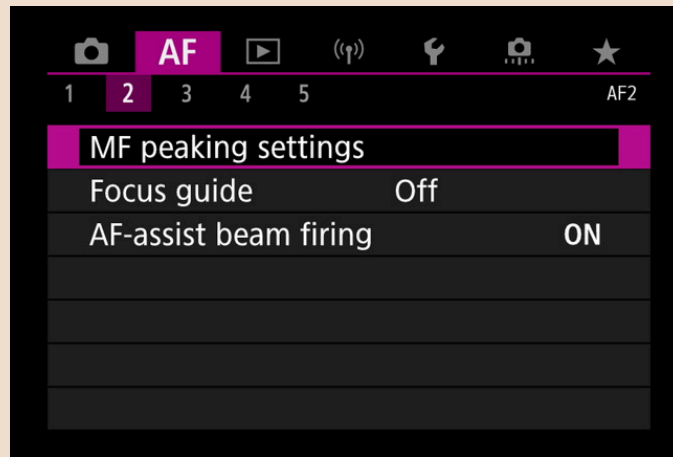 AF
1 2 3 4 5 AF2
MF peaking settings
Focus guide Off
AF-assist beam firing ON